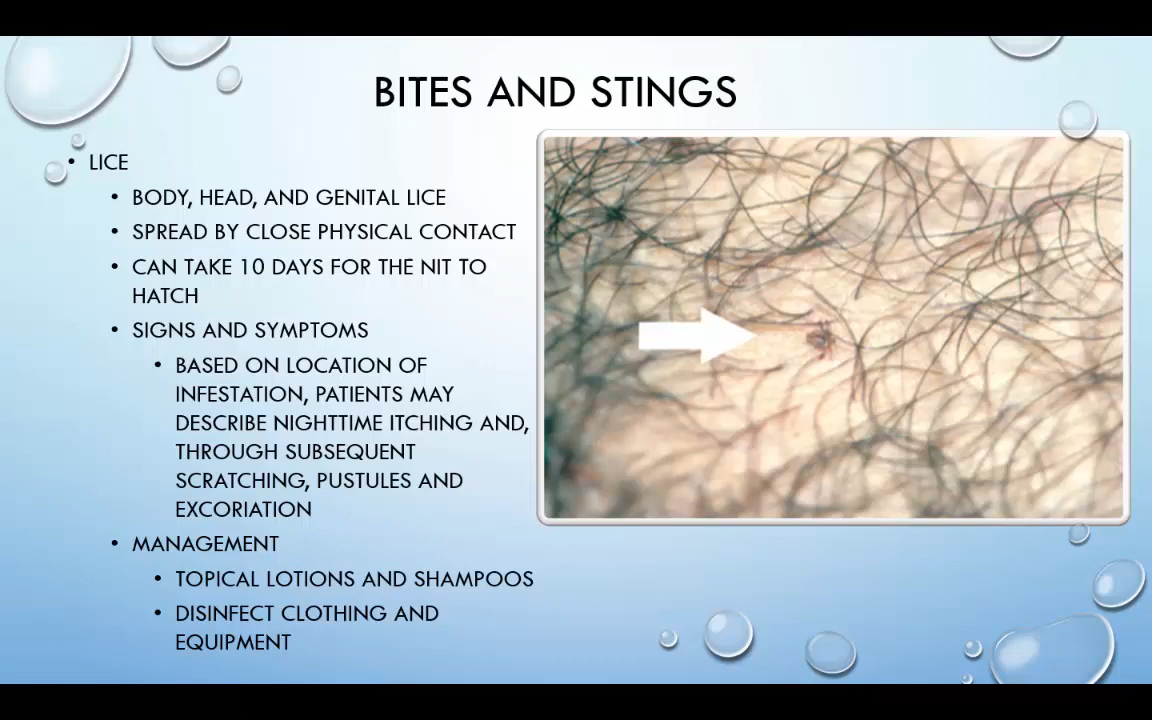 BITES AND STINGS
• LICE
• BODY, HEAD, AND GENITAL LICE
• SPREAD BY CLOSE PHYSICAL CONTACT
• CAN TAKE 10 DAYS FOR THE NIT TO
HATCH
• SIGNS AND SYMPTOMS
• BASED ON LOCATION OF
INFESTATION, PATIENTS MAY
DESCRIBE NIGHTTIME ITCHING AND,
THROUGH SUBSEQUENT
SCRATCHING, PUSTULES AND
EXCORIATION
• MANAGEMENT
• TOPICAL LOTIONS AND SHAMPOOS
• DISINFECT CLOTHING AND
EQUIPMENT